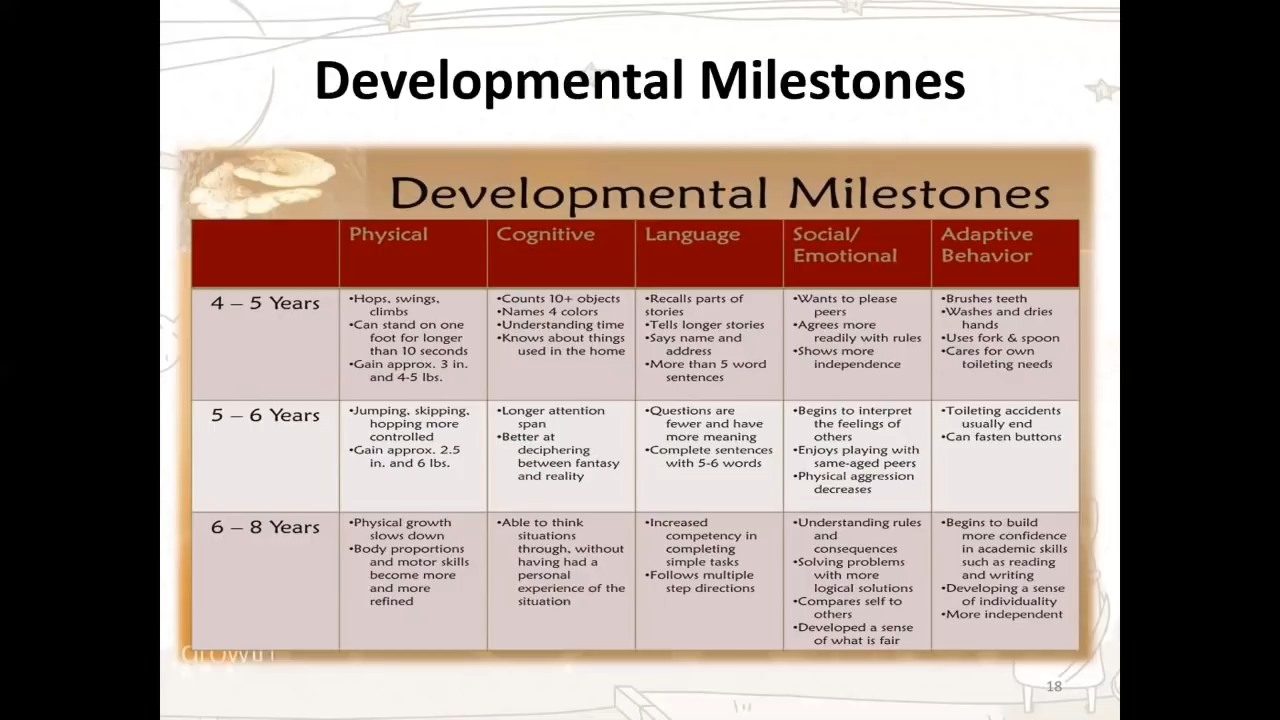 Developmental Milestones
Developmental Milestones
Physical
Cognitive
Language
Social/
Emotional
Adaptive
Behavior
4 – 5 Years
•Hops, swings,
climbs
•Can stand on one
foot for longer
than 10 seconds
•Gain approx. 3 in.
and 4-5 lbs.
•Counts 10+ objects
•Names 4 colors
•Understanding time
•Knows about things
used in the home
•Recalls parts of
stories
•Tells longer stories
•Says name and
address
•More than 5 word
sentences
•Wants to please
peers
•Agrees more
readily with rules
•Shows more
independence
•Brushes teeth
•Washes and dries
hands
•Uses fork & spoon
•Cares for own
toileting needs
5 – 6 Years
•Jumping, skipping,
hopping more
controlled
•Gain approx. 2.5
in. and 6 lbs.
•Longer attention
span
•Better at
deciphering
between fantasy
and reality
•Questions are
fewer and have
more meaning
•Complete sentences
with 5-6 words
•Begins to interpret
the feelings of
others
•Enjoys playing with
same-aged peers
•Physical aggression
decreases
•Toileting accidents
usually end
•Can fasten buttons
6 – 8 Years
•Physical growth
slows down
•Body proportions
and motor skills
become more
and more
refined
•Able to think
situations
through, without
having had a
personal
experience of the
situation
•Increased
competency in
completing
simple tasks
•Follows multiple
step directions
•Understanding rules
and
consequences
•Solving problems
with more
logical solutions
•Compares self to
others
•Developed a sense
of what is fair
•Begins to build
more confidence
in academic skills
such as reading
and writing
•Developing a sense
of individuality
•More independent
18